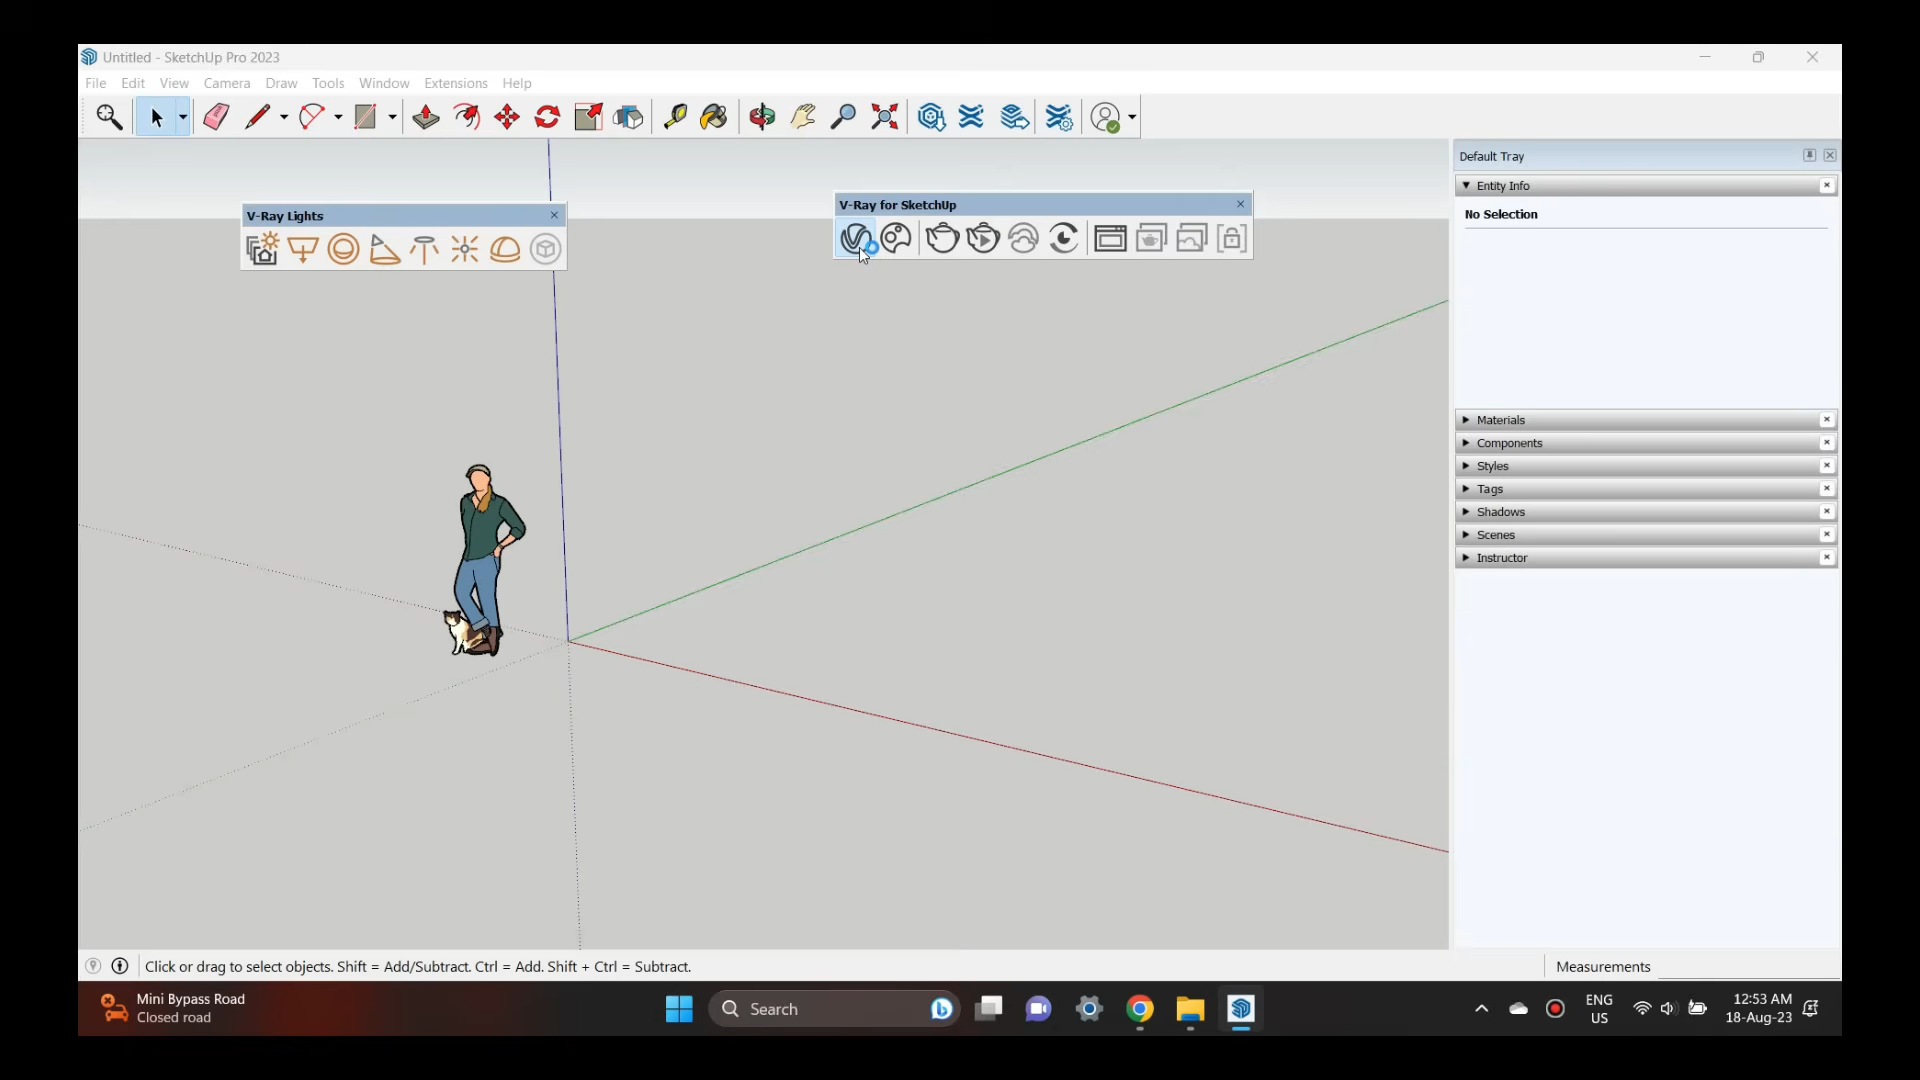 Untitled - SketchUp Pro 2023
File Edit View Camera Draw Tools Window Extensions Help
Default Tray
Entity Info
No Selection
V-Ray Lights
V-Ray for SketchUp
Materials
Components
Styles
Tags
Shadows
Scenes
Instructor
Click or drag to select objects. Shift = Add/Subtract. Ctrl = Add. Shift + Ctrl = Subtract.
Measurements
Mini Bypass Road
Closed road
Search
ENG
US
12:53 AM
18-Aug-23